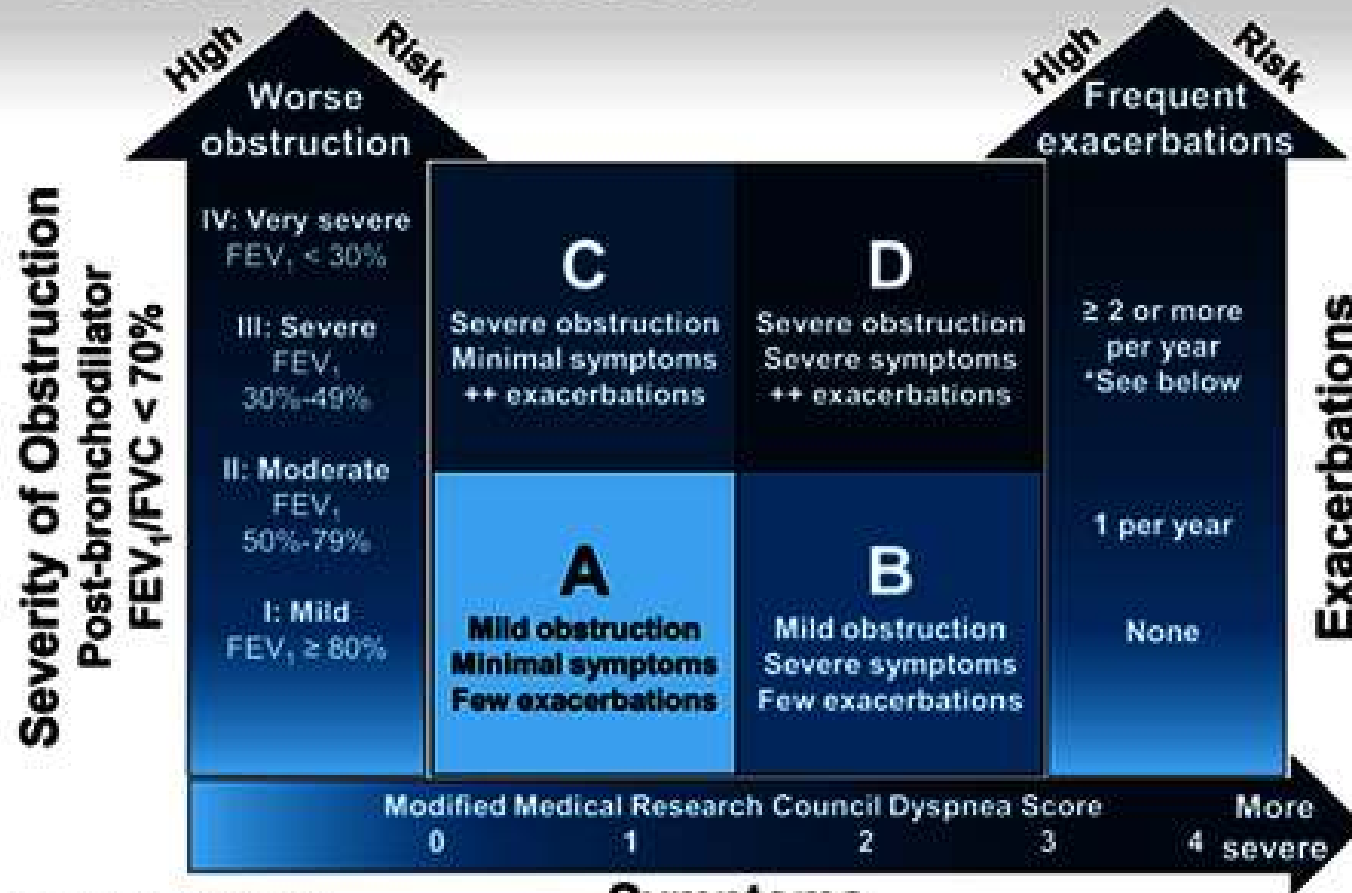 High Risk
Worse
obstruction
High Risk
Frequent
exacerbations
Severity of Obstruction
Post-bronchodilator
FEV₁/FVC < 70%
IV: Very severe
FEV₁ < 30%
III: Severe
FEV₁
30%-49%
II: Moderate
FEV₁
50%-79%
I: Mild
FEV₁ ≥ 80%
C
Severe obstruction
Minimal symptoms
++ exacerbations
D
Severe obstruction
Severe symptoms
++ exacerbations
A
Mild obstruction
Minimal symptoms
Few exacerbations
B
Mild obstruction
Severe symptoms
Few exacerbations
≥ 2 or more
per year
*See below
1 per year
None
Exacerbations
Modified Medical Research Council Dyspnea Score
0 1 2 3 4
More
severe